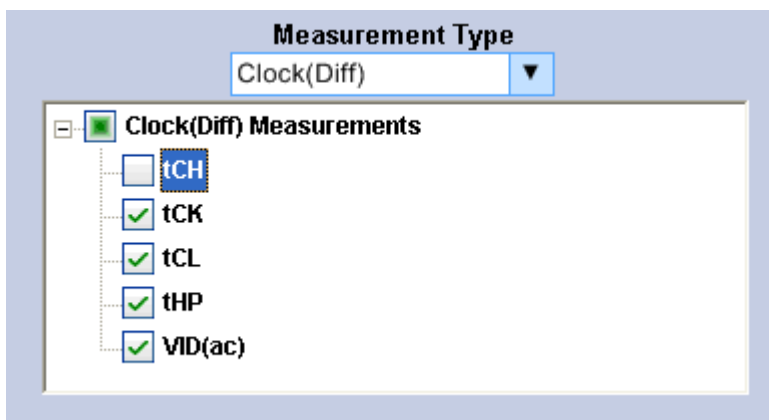 Measurement Type
Clock(Diff)
Clock(Diff) Measurements
tCH
tCK
tCL
tHP
VID(ac)